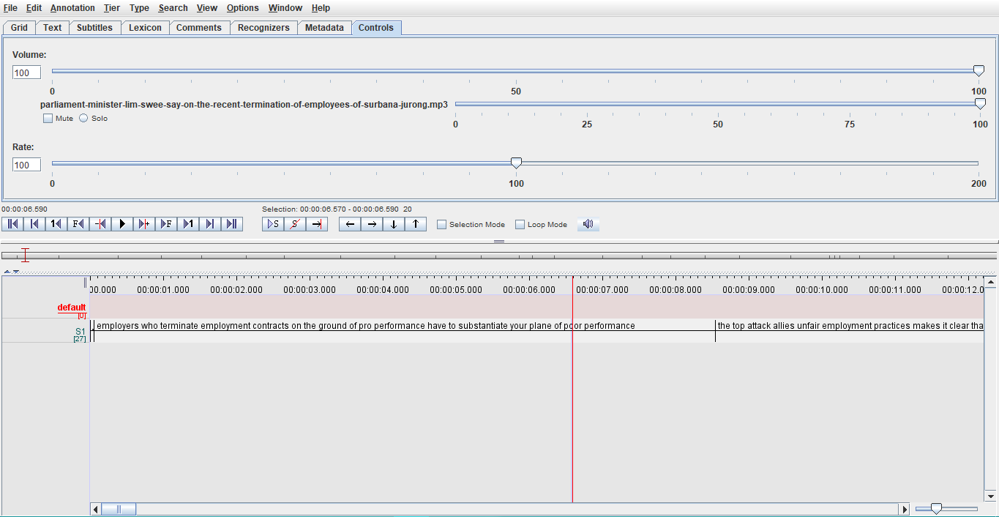 File Edit Annotation Tier Type Search View Options Window Help
Grid Text Subtitles Lexicon Comments Recognizers Metadata Controls
Volume:
100
0 50 100
parliament-minister-lim-swee-say-on-the-recent-termination-of-employees-of-surbana-jurong.mp3
Mute Solo
0 25 50 75 100
Rate:
100
0 100 200
00:00:06.590 Selection: 00:00:06.570 - 00:00:06.590 20
1 F F 1 S S Selection Mode Loop Mode
00.000 00:00:01.000 00:00:02.000 00:00:03.000 00:00:04.000 00:00:05.000 00:00:06.000 00:00:07.000 00:00:08.000 00:00:09.000 00:00:10.000 00:00:11.000 00:00:12.0
default
[0]
employers who terminate employment contracts on the ground of pro performance have to substantiate your plane of poor performance the top attack allies unfair employment practices makes it clear tha
S1
[27]